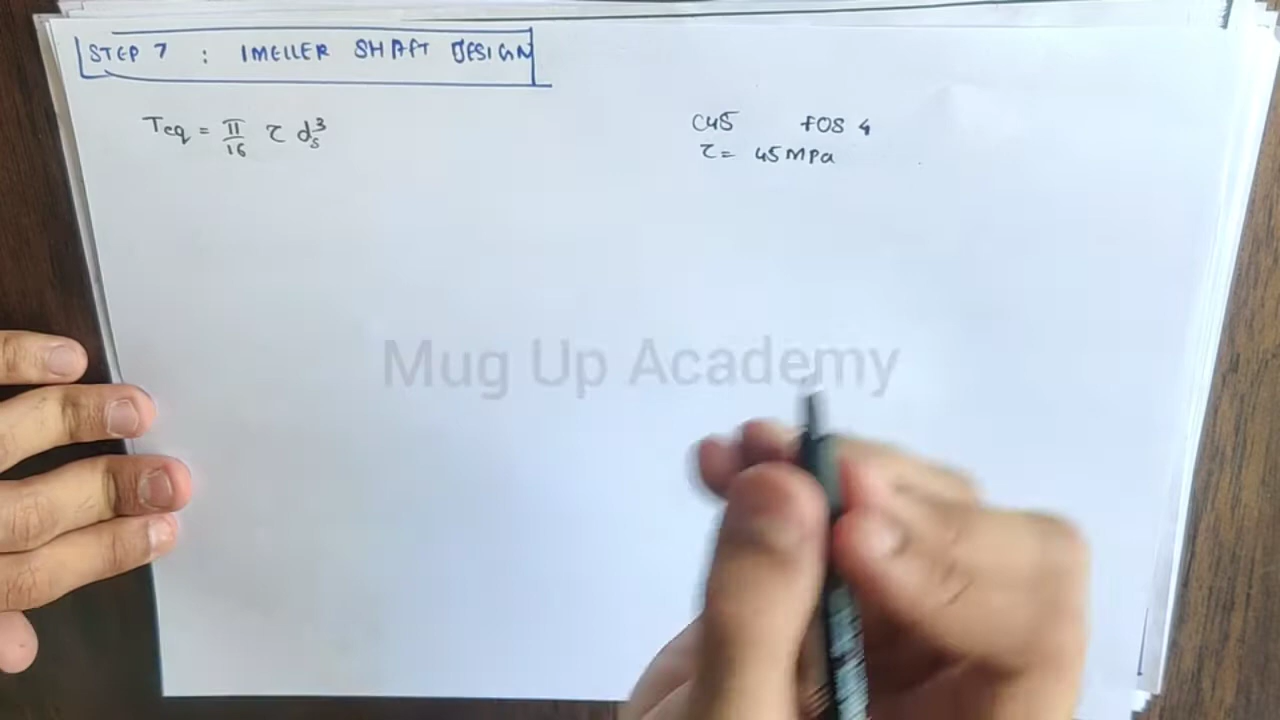 STEP 7 : IMELLER SHAFT DESIGN
Teq = π/16 τ ds³
C45 FOS 4
τ = 45 MPa
Mug Up Academy